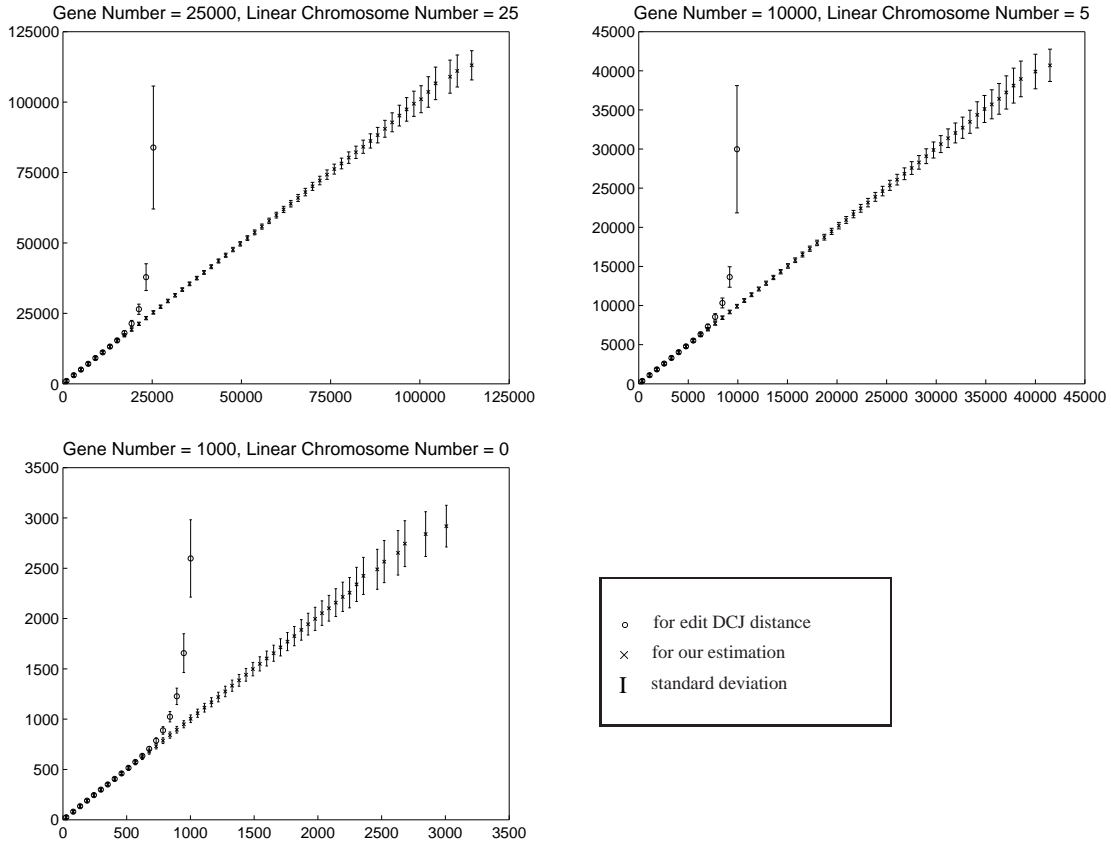 Gene Number = 25000, Linear Chromosome Number = 25
125000
100000
75000
50000
25000
0
0 25000 50000 75000 100000 125000
Gene Number = 10000, Linear Chromosome Number = 5
45000
40000
35000
30000
25000
20000
15000
10000
5000
0
0 5000 10000 15000 20000 25000 30000 35000 40000 45000
Gene Number = 1000, Linear Chromosome Number = 0
3500
3000
2500
2000
1500
1000
500
0
0 500 1000 1500 2000 2500 3000 3500
for edit DCJ distance
for our estimation
standard deviation